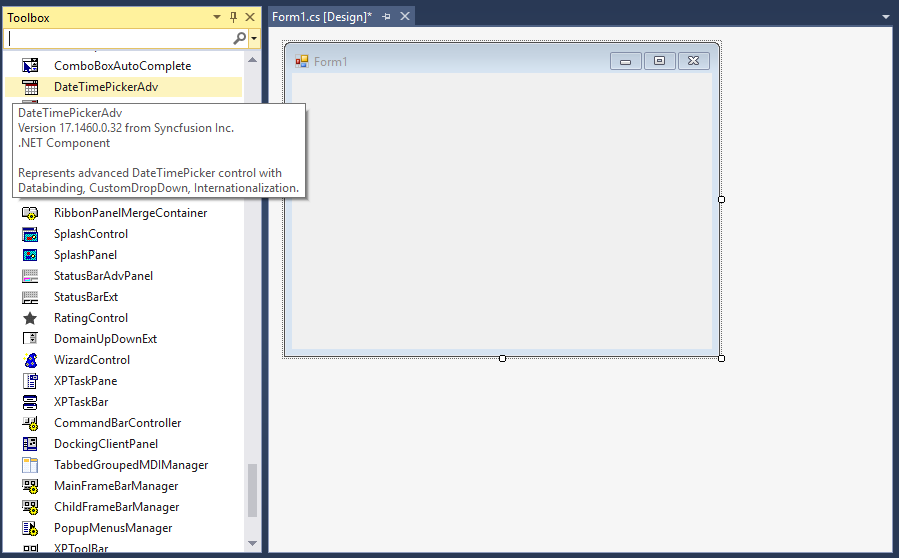 Toolbox
Form1.cs [Design]*
ComboBoxAutoComplete
DateTimePickerAdv
DateTimePickerAdv
Version 17.1460.0.32 from Syncfusion Inc.
.NET Component
Represents advanced DateTimePicker control with
Databinding, CustomDropDown, Internationalization.
RibbonPanelMergeContainer
SplashControl
SplashPanel
StatusBarAdvPanel
StatusBarExt
RatingControl
DomainUpDownExt
WizardControl
XPTaskPane
XPTaskBar
CommandBarController
DockingClientPanel
TabbedGroupedMDIManager
MainFrameBarManager
ChildFrameBarManager
PopupMenusManager
XPToolBar
Form1